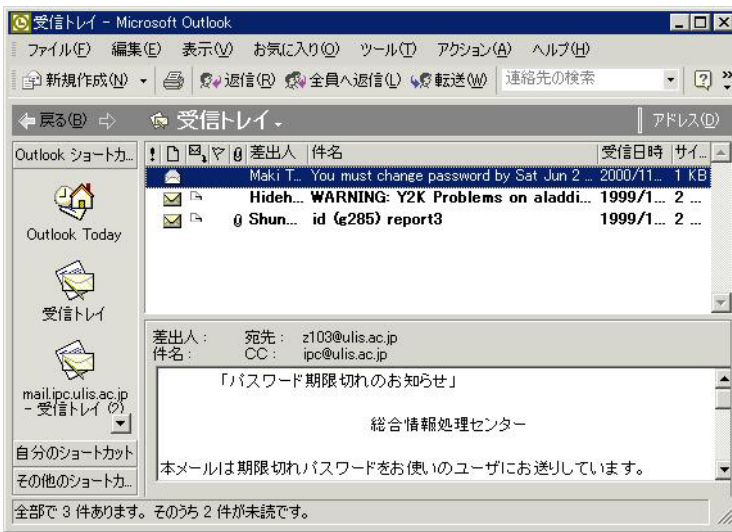 受信トレイ - Microsoft Outlook
ファイル(F) 編集(E) 表示(V) お気に入り(O) ツール(T) アクション(A) ヘルプ(H)
新規作成(N) 返信(R) 全員へ返信(L) 転送(W) 連絡先の検索
戻る(B) 受信トレイ アドレス(D)
Outlook ショートカ...
! 差出人 件名 受信日時 サイ...
Maki T... You must change password by Sat Jun 2 ... 2000/11... 1 KB
Hideh... WARNING: Y2K Problems on aladdi... 1999/1... 2 ...
Shun... id (g285) report3 1999/1... 2 ...
Outlook Today
受信トレイ
mail.ipc.ulis.ac.jp
- 受信トレイ (2)
自分のショートカット
その他のショートカ...
差出人: 宛先: z103@ulis.ac.jp
件名: CC: ipc@ulis.ac.jp
「パスワード期限切れのお知らせ」
総合情報処理センター
本メールは期限切れパスワードをお使いのユーザにお送りしています。
全部で 3 件あります。そのうち 2 件が未読です。